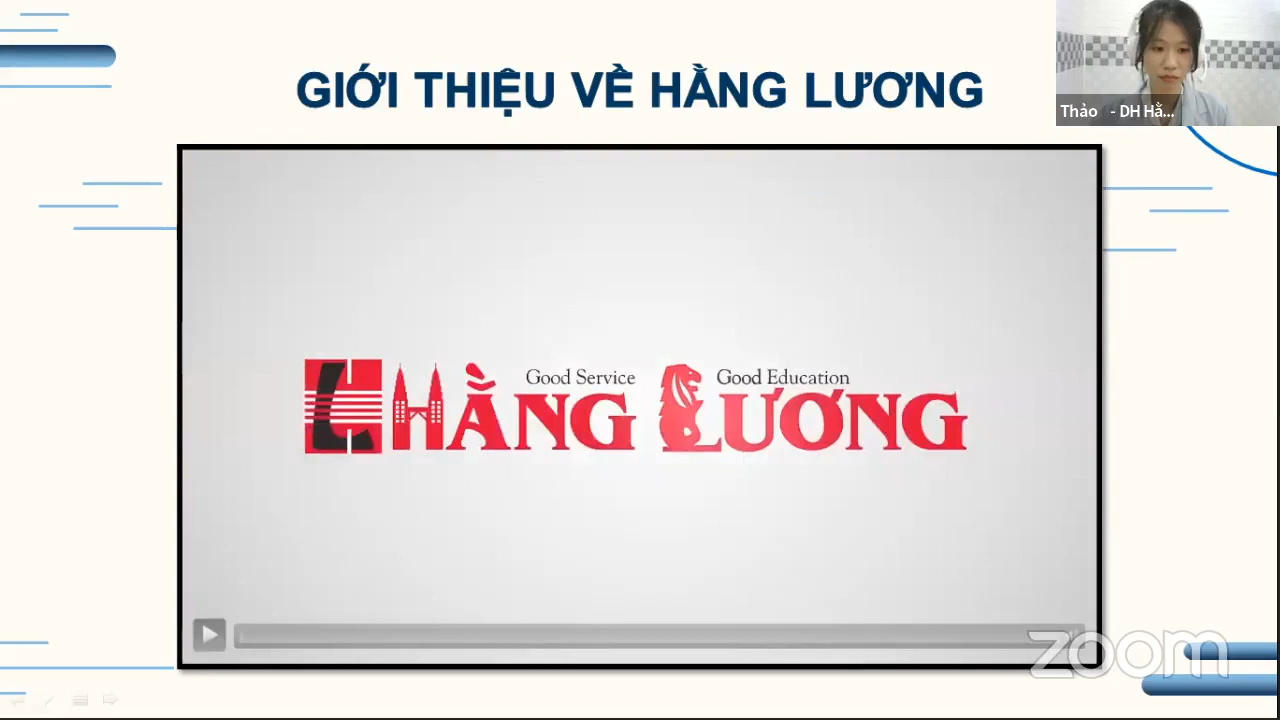 GIỚI THIỆU VỀ HẰNG LƯƠNG
Thảo - DH Hằ...
Good Service
Good Education
HẰNG LƯƠNG
zoom